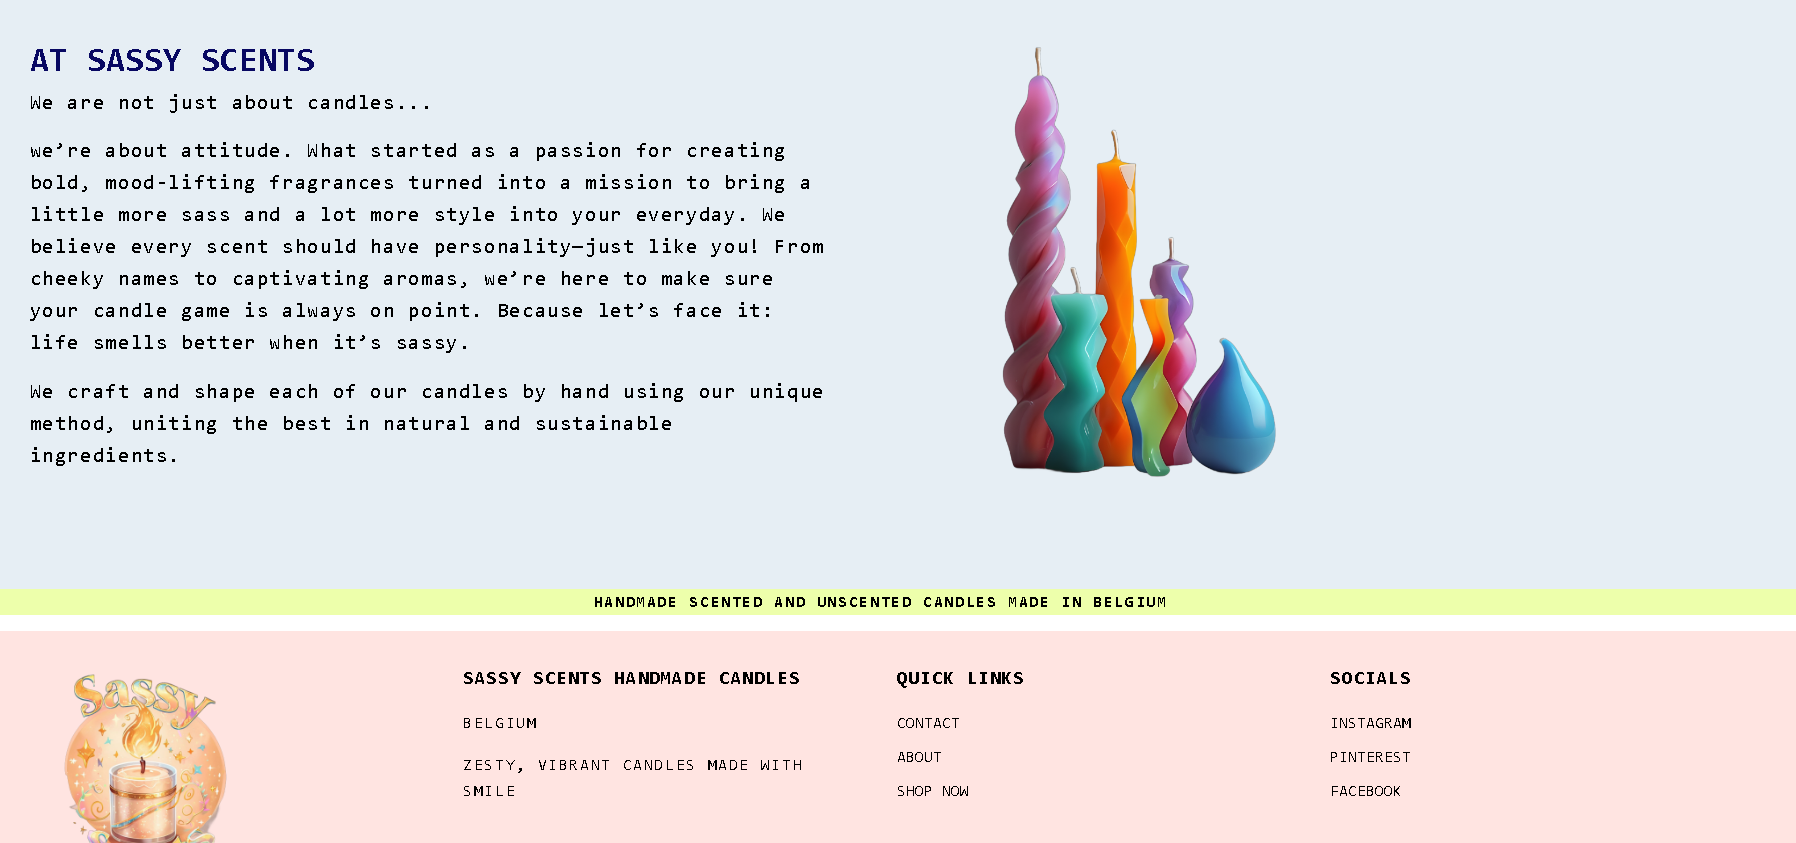 AT SASSY SCENTS
We are not just about candles...
we’re about attitude. What started as a passion for creating
bold, mood-lifting fragrances turned into a mission to bring a
little more sass and a lot more style into your everyday. We
believe every scent should have personality—just like you! From
cheeky names to captivating aromas, we’re here to make sure
your candle game is always on point. Because let’s face it:
life smells better when it’s sassy.
We craft and shape each of our candles by hand using our unique
method, uniting the best in natural and sustainable
ingredients.
HANDMADE SCENTED AND UNSCENTED CANDLES MADE IN BELGIUM
Sassy
SASSY SCENTS HANDMADE CANDLES
BELGIUM
ZESTY, VIBRANT CANDLES MADE WITH
SMILE
QUICK LINKS
CONTACT
ABOUT
SHOP NOW
SOCIALS
INSTAGRAM
PINTEREST
FACEBOOK